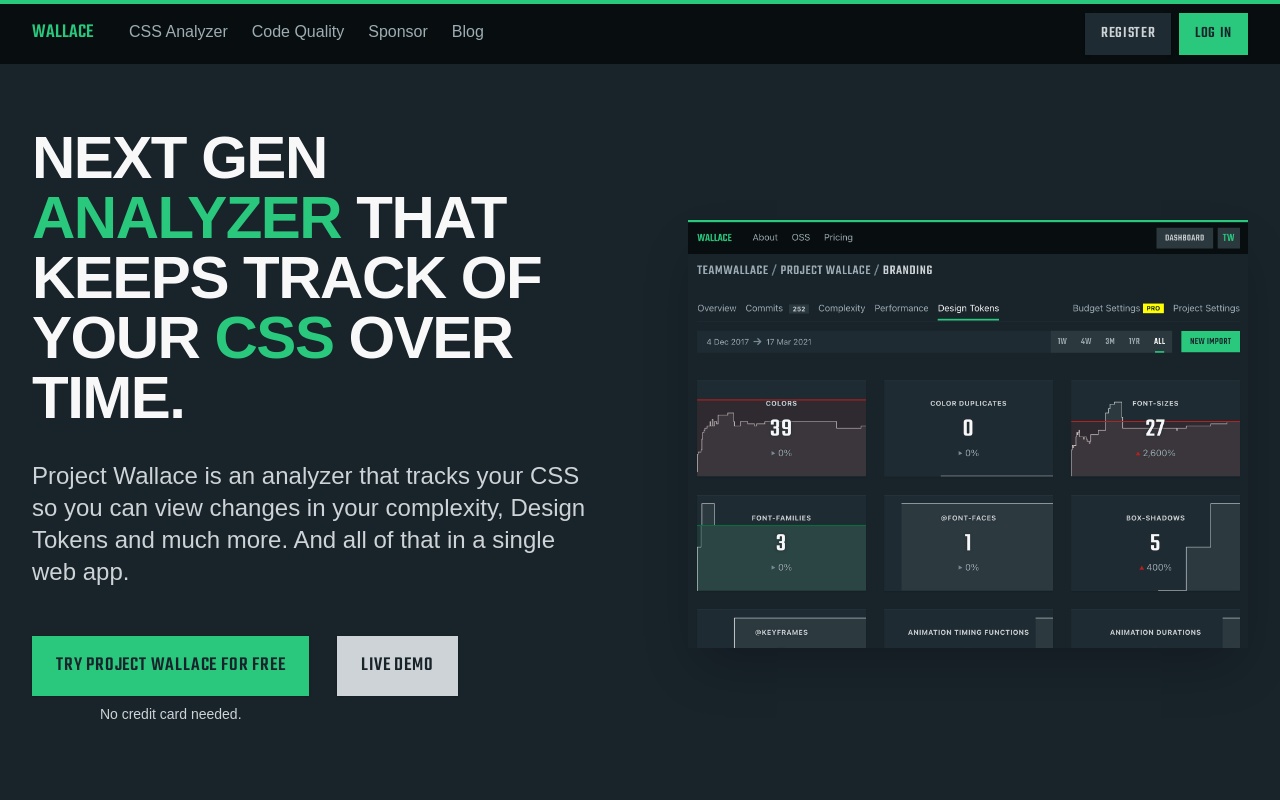 WALLACE CSS Analyzer Code Quality Sponsor Blog REGISTER LOG IN
NEXT GEN
ANALYZER THAT
KEEPS TRACK OF
YOUR CSS OVER
TIME.
Project Wallace is an analyzer that tracks your CSS
so you can view changes in your complexity, Design
Tokens and much more. And all of that in a single
web app.
TRY PROJECT WALLACE FOR FREE LIVE DEMO
No credit card needed.
WALLACE About OSS Pricing DASHBOARD TW
TEAMWALLACE / PROJECT WALLACE / BRANDING
Overview Commits 252 Complexity Performance Design Tokens Budget Settings PRO Project Settings
4 Dec 2017 → 17 Mar 2021 1W 4W 3M 1YR ALL NEW IMPORT
COLORS COLOR DUPLICATES FONT-SIZES
39 0 27
0% 0% 2,600%
FONT-FAMILIES @FONT-FACES BOX-SHADOWS
3 1 5
0% 0% 400%
@KEYFRAMES ANIMATION TIMING FUNCTIONS ANIMATION DURATIONS